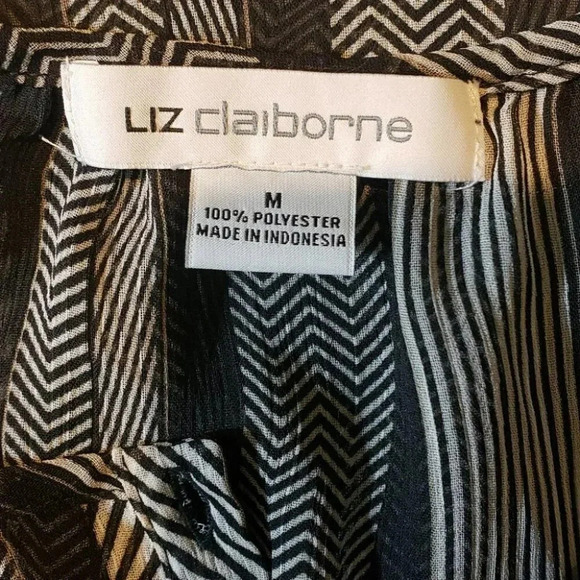 LIZ claiborne
M
100% POLYESTER
MADE IN INDONESIA